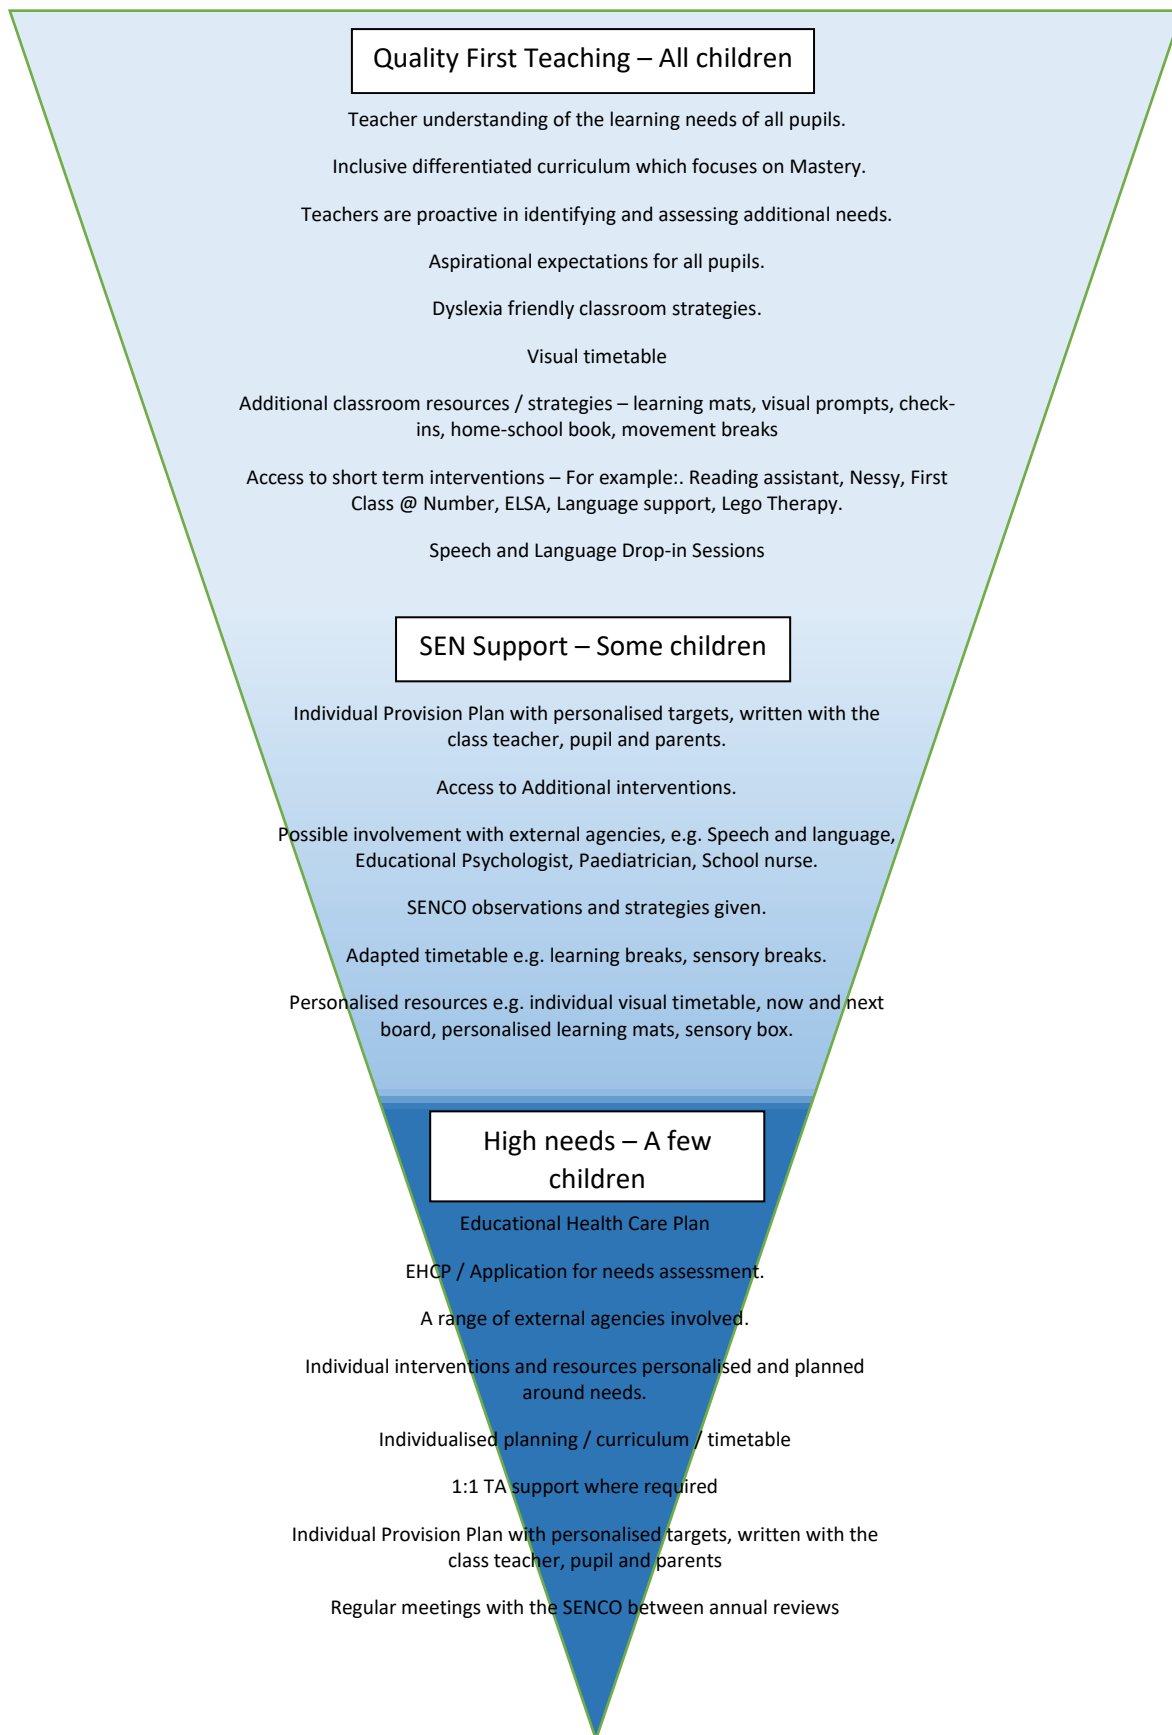 Quality First Teaching – All children
Teacher understanding of the learning needs of all pupils.
Inclusive differentiated curriculum which focuses on Mastery.
Teachers are proactive in identifying and assessing additional needs.
Aspirational expectations for all pupils.
Dyslexia friendly classroom strategies.
Visual timetable
Additional classroom resources / strategies – learning mats, visual prompts, check-
ins, home-school book, movement breaks
Access to short term interventions – For example:. Reading assistant, Nessy, First
Class @ Number, ELSA, Language support, Lego Therapy.
Speech and Language Drop-in Sessions
SEN Support – Some children
Individual Provision Plan with personalised targets, written with the
class teacher, pupil and parents.
Access to Additional interventions.
Possible involvement with external agencies, e.g. Speech and language,
Educational Psychologist, Paediatrician, School nurse.
SENCO observations and strategies given.
Adapted timetable e.g. learning breaks, sensory breaks.
Personalised resources e.g. individual visual timetable, now and next
board, personalised learning mats, sensory box.
High needs – A few
children
Educational Health Care Plan
EHCP / Application for needs assessment.
A range of external agencies involved.
Individual interventions and resources personalised and planned
around needs.
Individualised planning / curriculum / timetable
1:1 TA support where required
Individual Provision Plan with personalised targets, written with the
class teacher, pupil and parents
Regular meetings with the SENCO between annual reviews